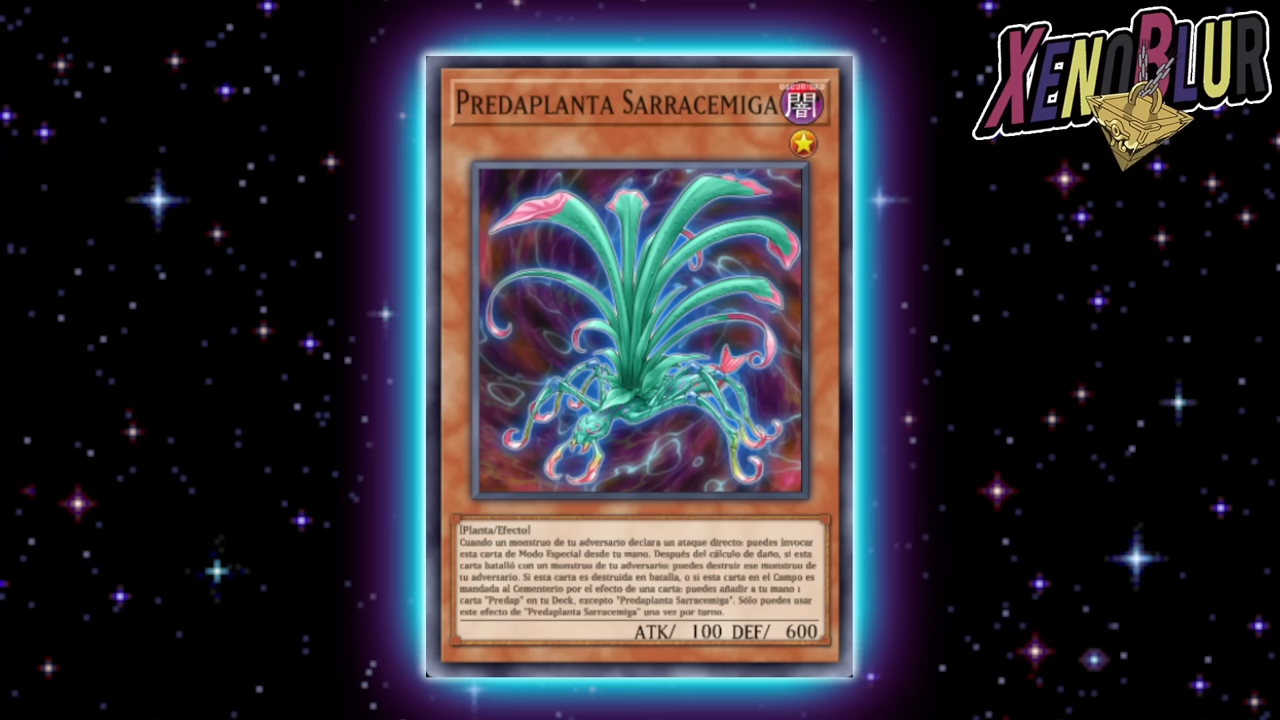 XENOBLUR
PREDAPLANTA SARRACEMIGA
OSCURIDAD
闇
[Planta/Efecto]
Cuando un monstruo de tu adversario declara un ataque directo: puedes Invocar
esta carta de Modo Especial desde tu mano. Después del cálculo de daño, si esta
carta batalló con un monstruo de tu adversario: puedes destruir ese monstruo de
tu adversario. Si esta carta es destruida en batalla, o si esta carta en el Campo es
mandada al Cementerio por el efecto de una carta: puedes añadir a tu mano 1
carta "Predap" en tu Deck, excepto "Predaplanta Sarracemiga". Sólo puedes usar
este efecto de "Predaplanta Sarracemiga" una vez por turno.
ATK/ 100 DEF/ 600